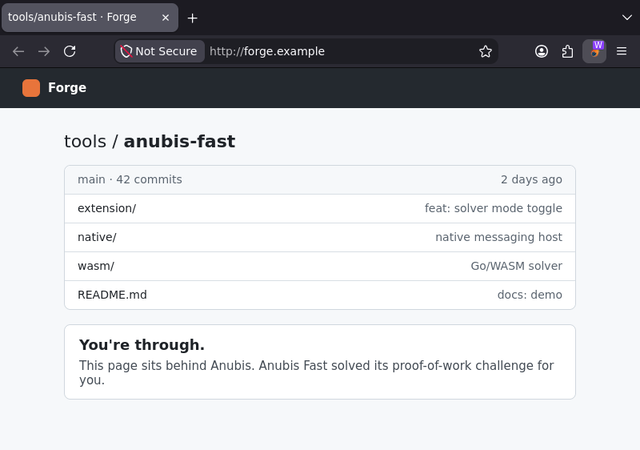 tools/anubis-fast · Forge
Not Secure
http://forge.example
W
Forge
tools / anubis-fast
main · 42 commits
2 days ago
extension/
feat: solver mode toggle
native/
native messaging host
wasm/
Go/WASM solver
README.md
docs: demo
You're through.
This page sits behind Anubis. Anubis Fast solved its proof-of-work challenge for
you.